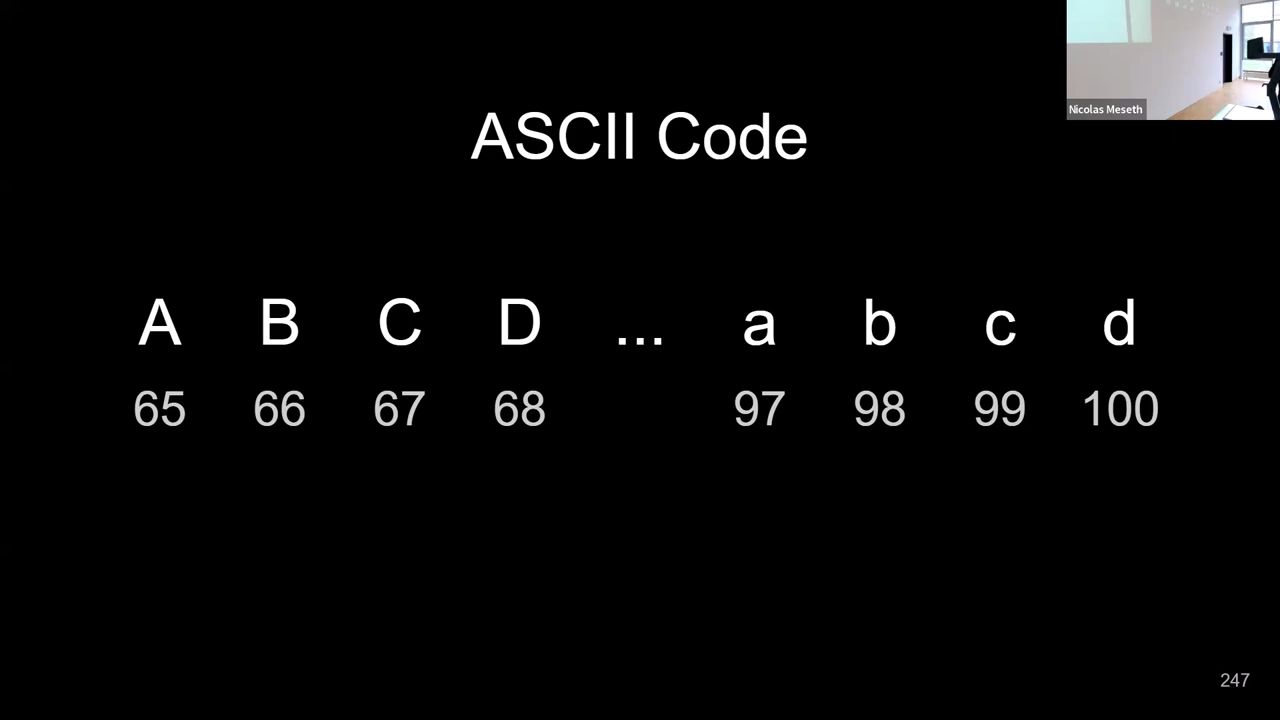 Nicolas Meseth
ASCII Code
A B C D ... a b c d
65 66 67 68 97 98 99 100
247